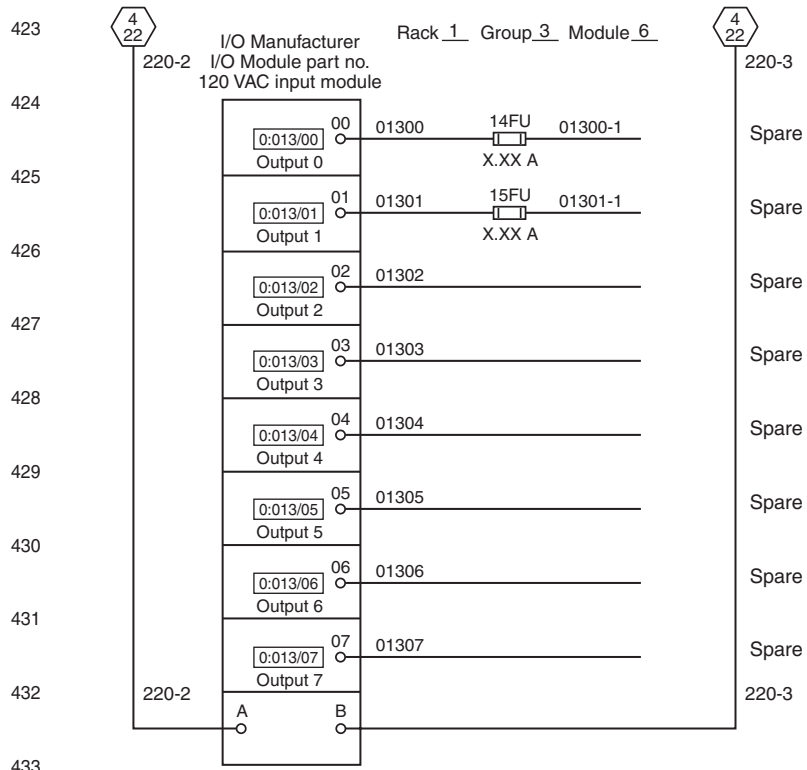 423
4
22
I/O Manufacturer
I/O Module part no.
120 VAC input module
Rack 1 Group 3 Module 6
4
22
220-2
220-3
424
00
0:013/00
Output 0
01300
14FU
X.XX A
01300-1
Spare
425
01
0:013/01
Output 1
01301
15FU
X.XX A
01301-1
Spare
426
02
0:013/02
Output 2
01302
Spare
427
03
0:013/03
Output 3
01303
Spare
428
04
0:013/04
Output 4
01304
Spare
429
05
0:013/05
Output 5
01305
Spare
430
06
0:013/06
Output 6
01306
Spare
431
07
0:013/07
Output 7
01307
Spare
432
220-2
220-3
A
B
433